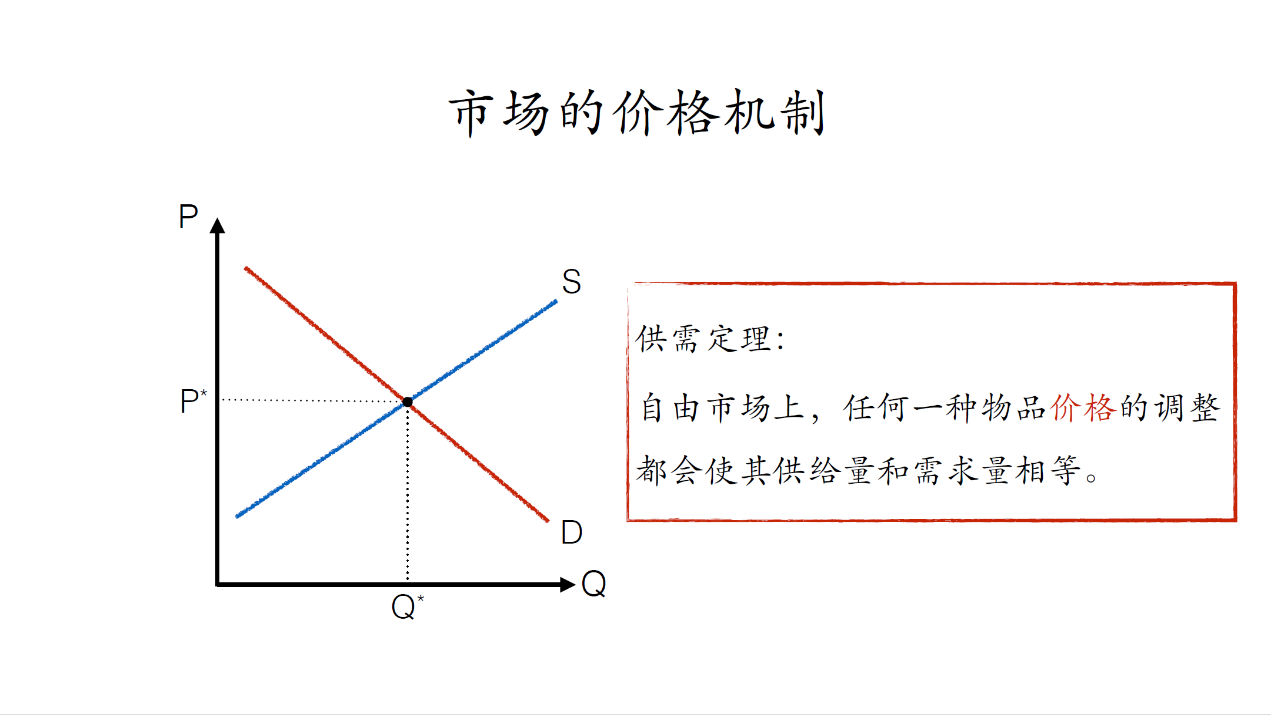 市场的价格机制
P
S
P*
D
Q
Q*
供需定理：
自由市场上，任何一种物品价格的调整
都会使其供给量和需求量相等。